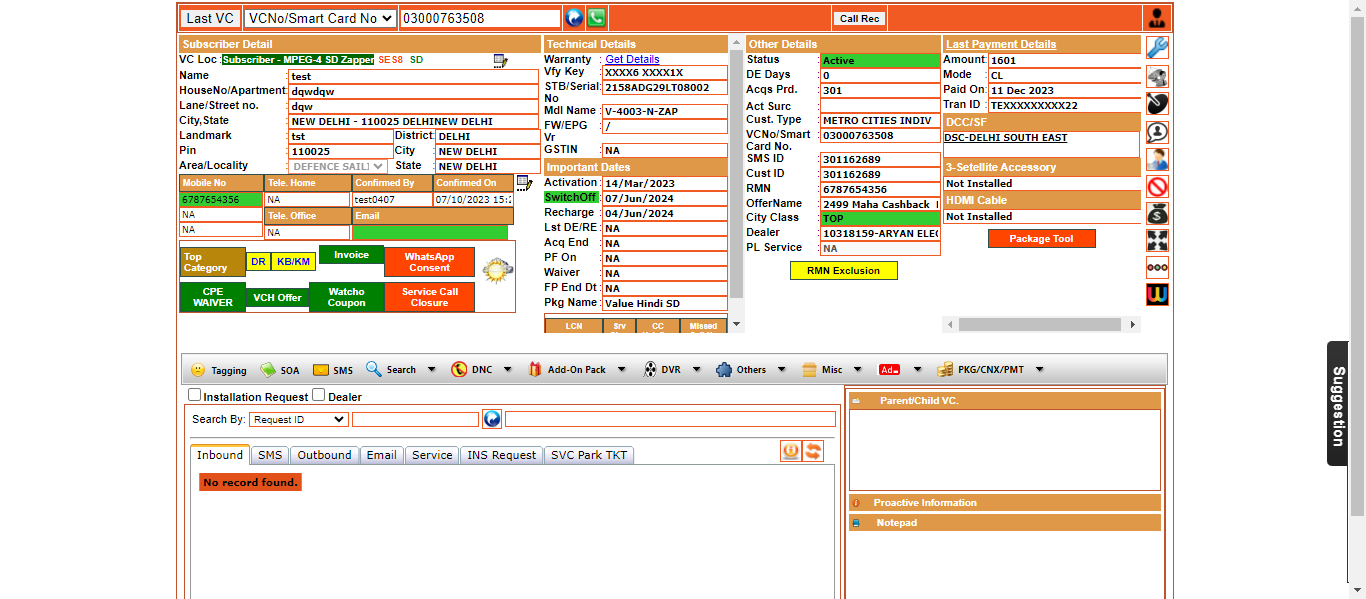 Last VC VCNo/Smart Card No 03000763508 Call Rec
Subscriber Detail
VC Loc : Subscriber - MPEG-4 SD Zapper SES8 SD
Name : test
HouseNo/Apartment: dqwdqw
Lane/Street no. : dqw
City,State : NEW DELHI - 110025 DELHINEW DELHI
Landmark : tst District: DELHI
Pin : 110025 City : NEW DELHI
Area/Locality : State : NEW DELHI
Mobile No Tele. Home Confirmed By Confirmed On
6787654356 NA test0407 07/10/2023 15:
NA Tele. Office Email
NA NA
Top Category DR KB/KM Invoice WhatsApp Consent
CPE WAIVER VCH Offer Watcho Coupon Service Call Closure
Technical Details
Warranty : Get Details
Vfy Key : XXXX6 XXXX1X
STB/Serial No : 2158ADG29LT08002
Mdl Name : V-4003-N-ZAP
FW/EPG Vr : /
GSTIN : NA
Important Dates
Activation : 14/Mar/2023
SwitchOff : 07/Jun/2024
Recharge : 04/Jun/2024
Lst DE/RE : NA
Acq End : NA
PF On : NA
Waiver : NA
FP End Dt : NA
Pkg Name : Value Hindi SD
LCN Srv CC Missed
Other Details
Status : Active
DE Days : 0
Acqs Prd. : 301
Act Surc :
Cust. Type : METRO CITIES INDIV
VCNo/Smart Card No. : 03000763508
SMS ID : 301162689
Cust ID : 301162689
RMN : 6787654356
OfferName : 2499 Maha Cashback
City Class : TOP
Dealer : 10318159-ARYAN ELEC
PL Service : NA
RMN Exclusion
Last Payment Details
Amount: 1601
Mode : CL
Paid On: 11 Dec 2023
Tran ID : TEXXXXXXXXX22
DCC/SF
DSC-DELHI SOUTH EAST
3-Setellite Accessory
Not Installed
HDMI Cable
Not Installed
Package Tool
Tagging SOA SMS Search DNC Add-On Pack DVR Others Misc Ad PKG/CNX/PMT
Installation Request Dealer
Search By: Request ID
Inbound SMS Outbound Email Service INS Request SVC Park TKT
No record found.
Parent/Child VC.
Proactive Information
Notepad
Suggestion